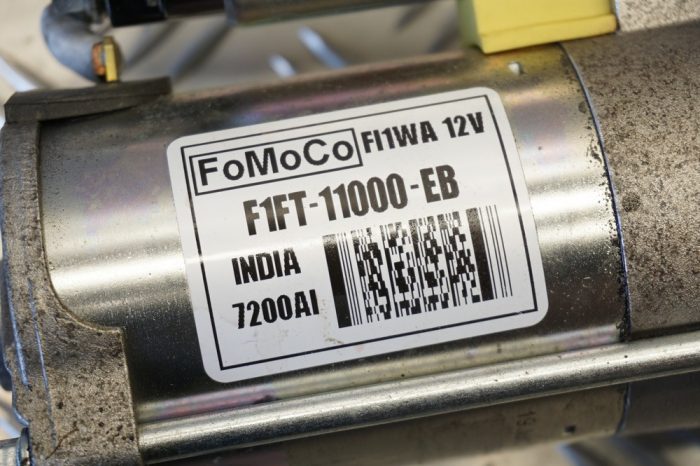 FoMoCo FI1WA 12V
F1FT-11000-EB
INDIA
7200AI